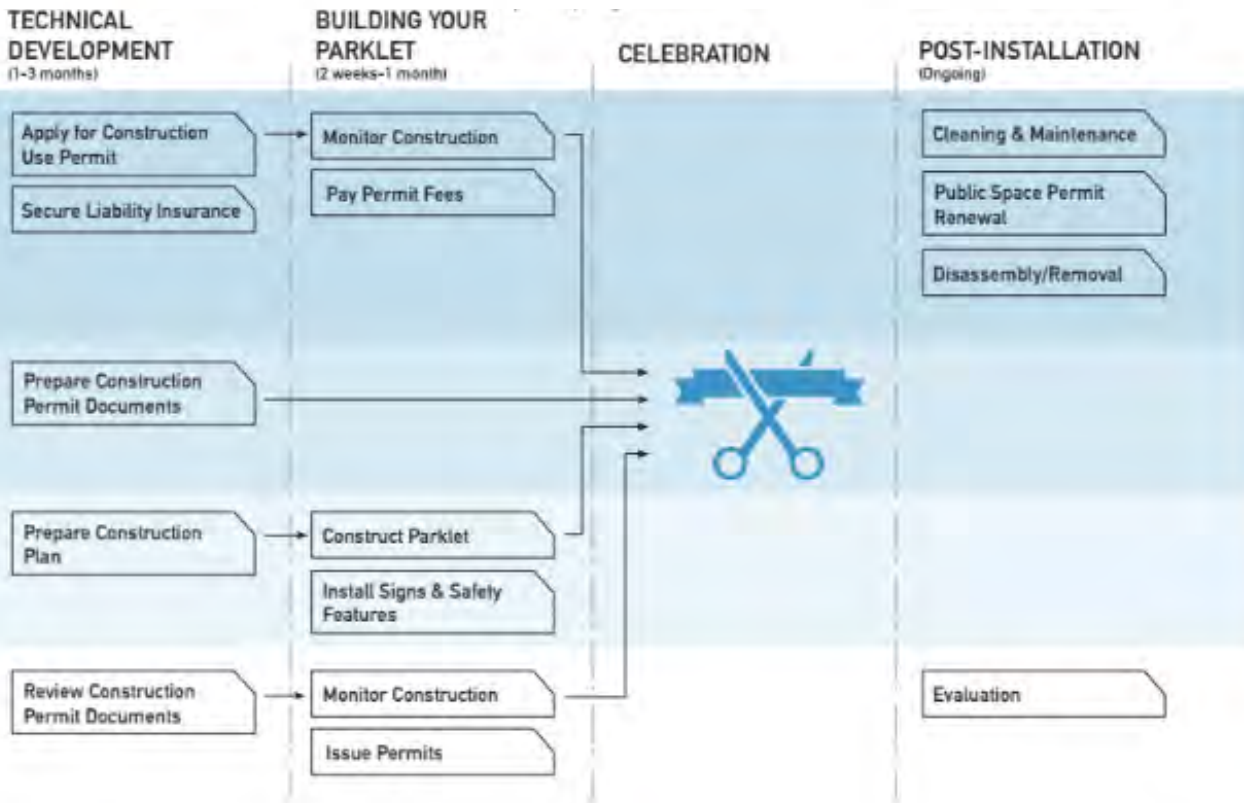 TECHNICAL
DEVELOPMENT
(1-3 months)
BUILDING YOUR
PARKLET
(2 weeks-1 month)
CELEBRATION
POST-INSTALLATION
(Ongoing)
Apply for Construction
Use Permit
Secure Liability Insurance
Monitor Construction
Pay Permit Fees
Cleaning & Maintenance
Public Space Permit
Renewal
Disassembly/Removal
Prepare Construction
Permit Documents
Prepare Construction
Plan
Construct Parklet
Install Signs & Safety
Features
Review Construction
Permit Documents
Monitor Construction
Issue Permits
Evaluation